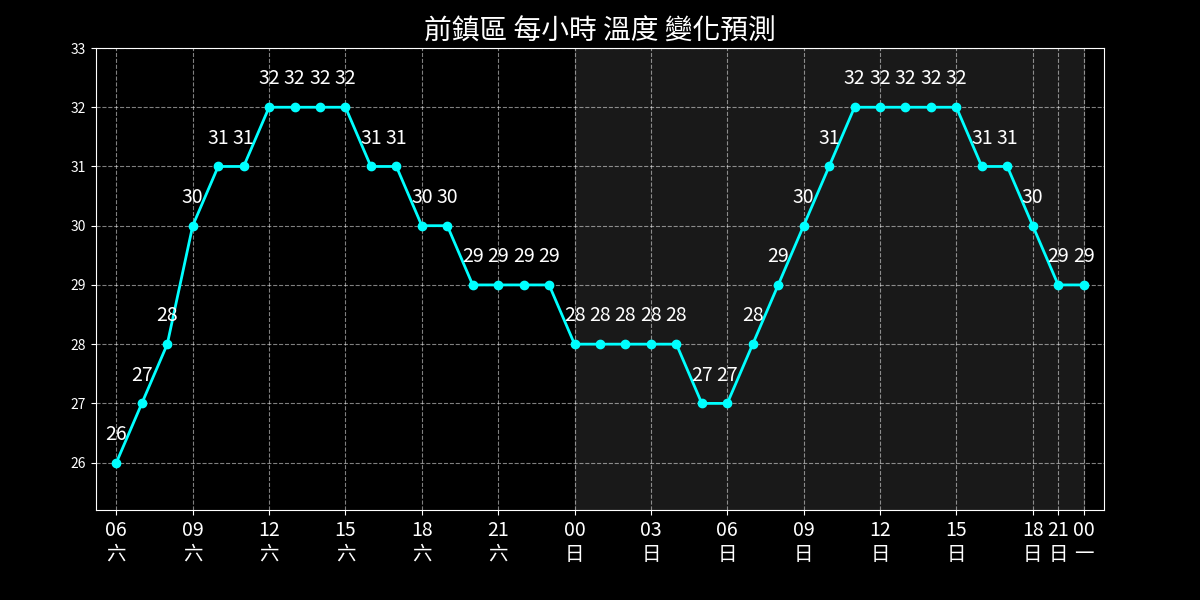 前鎮區 每小時 溫度 變化預測
33
32 32 32 32 32 32 32 32 32
32
31 31 31 31 31 31 31
31
30 30 30 30 30
30
29 29 29 29 29 29 29
29
28 28 28 28 28 28 28
28
27 27 27
27
26
26
06 09 12 15 18 21 00 03 06 09 12 15 18 21 00
六 六 六 六 六 六 日 日 日 日 日 日 日 日 一